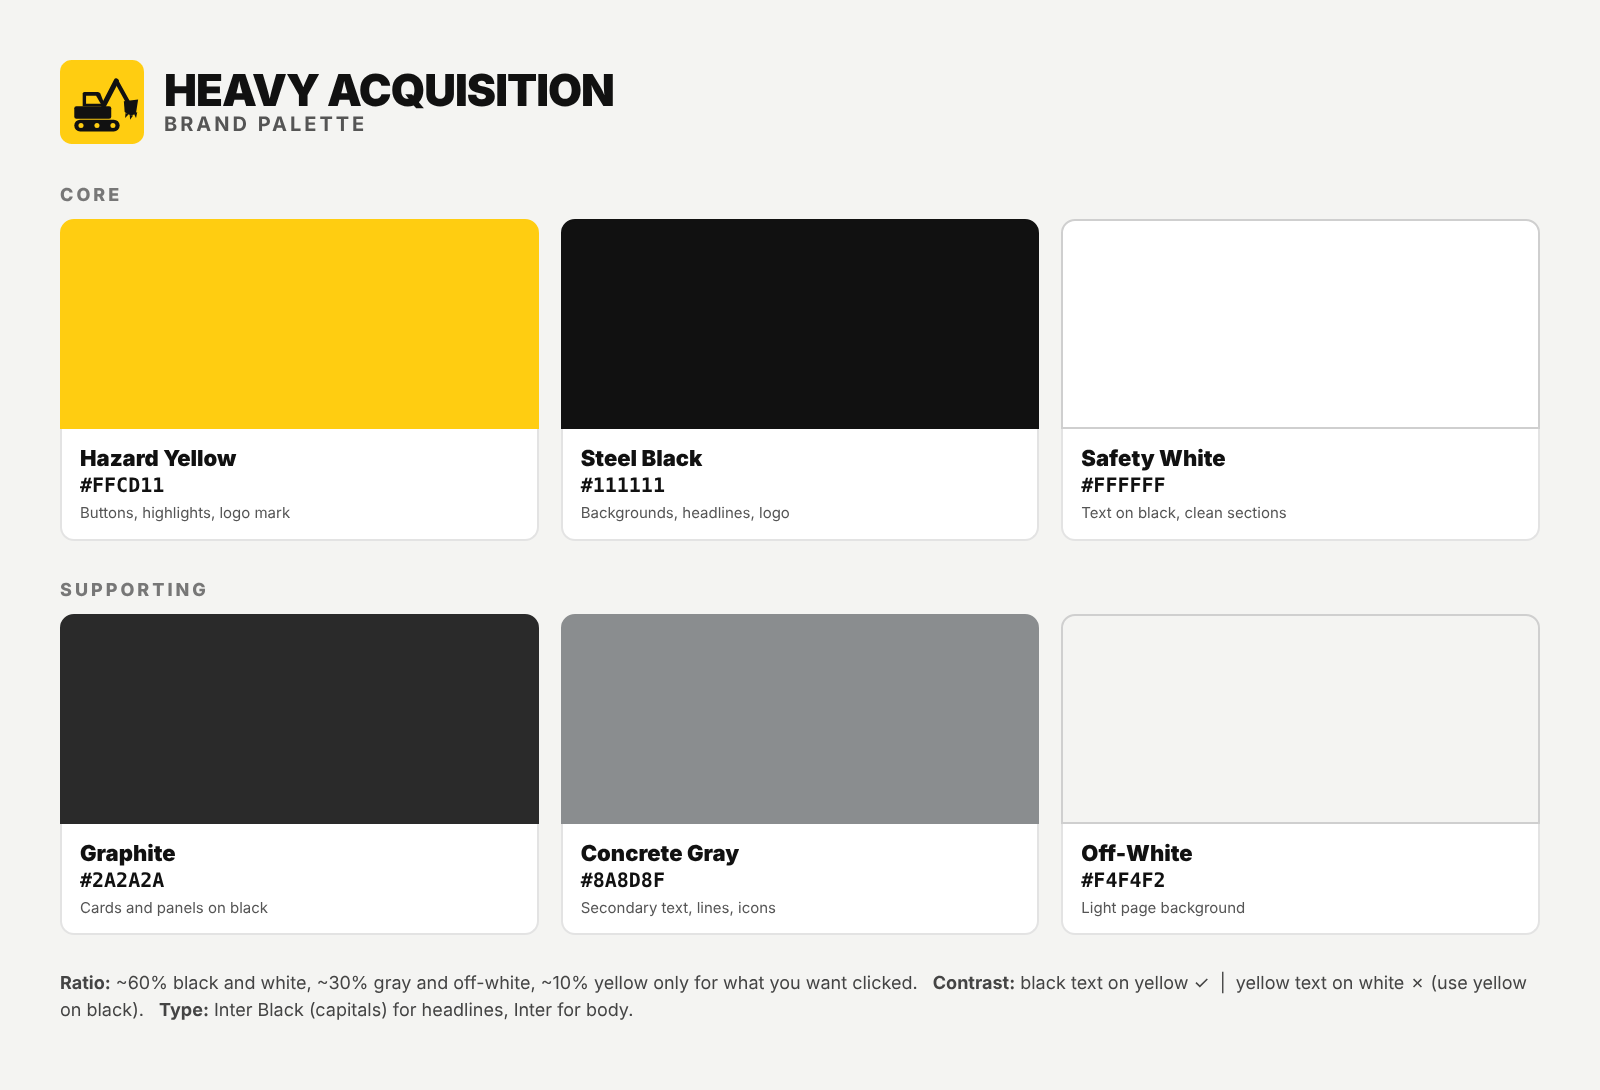 HEAVY ACQUISITION
BRAND PALETTE
CORE
Hazard Yellow
#FFCD11
Buttons, highlights, logo mark
Steel Black
#111111
Backgrounds, headlines, logo
Safety White
#FFFFFF
Text on black, clean sections
SUPPORTING
Graphite
#2A2A2A
Cards and panels on black
Concrete Gray
#8A8D8F
Secondary text, lines, icons
Off-White
#F4F4F2
Light page background
Ratio: ~60% black and white, ~30% gray and off-white, ~10% yellow only for what you want clicked. Contrast: black text on yellow ✓ | yellow text on white × (use yellow
on black). Type: Inter Black (capitals) for headlines, Inter for body.